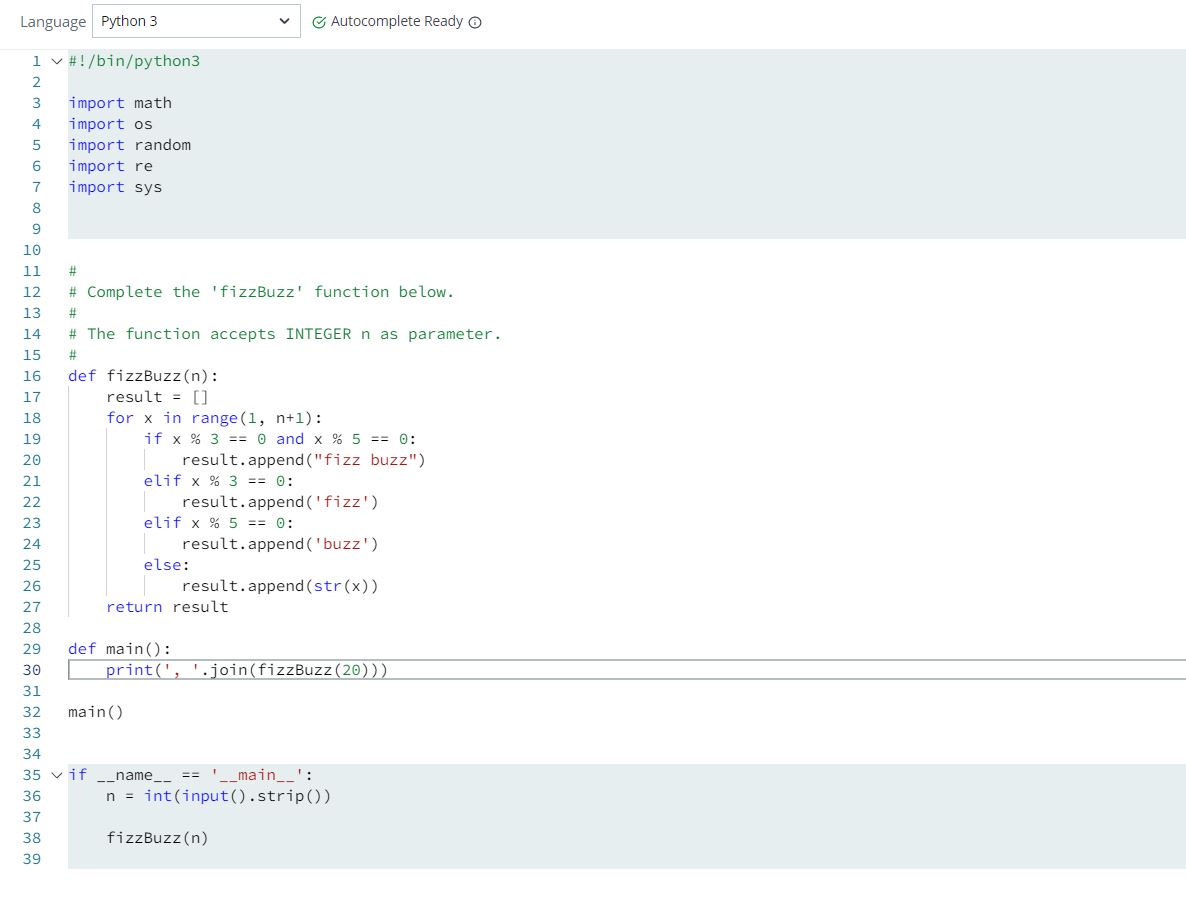 Language Python 3 Autocomplete Ready
1 #!/bin/python3
2
3 import math
4 import os
5 import random
6 import re
7 import sys
8
9
10
11 #
12 # Complete the 'fizzBuzz' function below.
13 #
14 # The function accepts INTEGER n as parameter.
15 #
16 def fizzBuzz(n):
17     result = []
18     for x in range(1, n+1):
19         if x % 3 == 0 and x % 5 == 0:
20             result.append("fizz buzz")
21         elif x % 3 == 0:
22             result.append('fizz')
23         elif x % 5 == 0:
24             result.append('buzz')
25         else:
26             result.append(str(x))
27     return result
28
29 def main():
30     print(', '.join(fizzBuzz(20)))
31
32 main()
33
34
35 if __name__ == '__main__':
36     n = int(input().strip())
37
38     fizzBuzz(n)
39